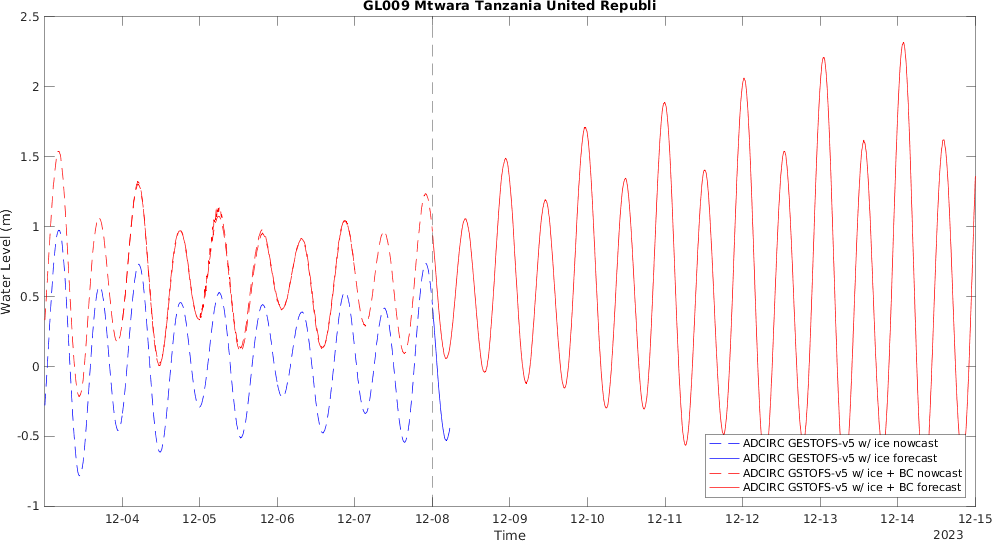 GL009 Mtwara Tanzania United Republi
Water Level (m)
2.5
2
1.5
1
0.5
0
-0.5
-1
12-04 12-05 12-06 12-07 12-08 12-09 12-10 12-11 12-12 12-13 12-14 12-15
Time
2023
ADCIRC GESTOFS-v5 w/ ice nowcast
ADCIRC GESTOFS-v5 w/ ice forecast
ADCIRC GSTOFS-v5 w/ ice + BC nowcast
ADCIRC GSTOFS-v5 w/ ice + BC forecast